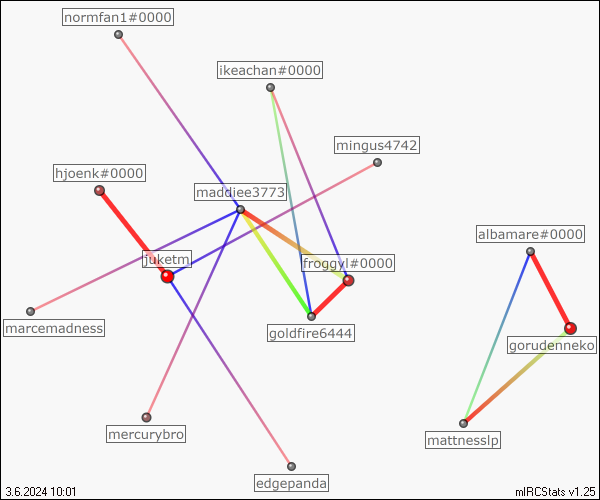 normfan1#0000
ikeachan#0000
mingus4742
hjoenk#0000
maddiee3773
albamare#0000
juketm
froggyl#0000
marcemadness
goldfire6444
gorudenneko
mercurybro
mattnesslp
edgepanda
3.6.2024 10:01
mIRCStats v1.25